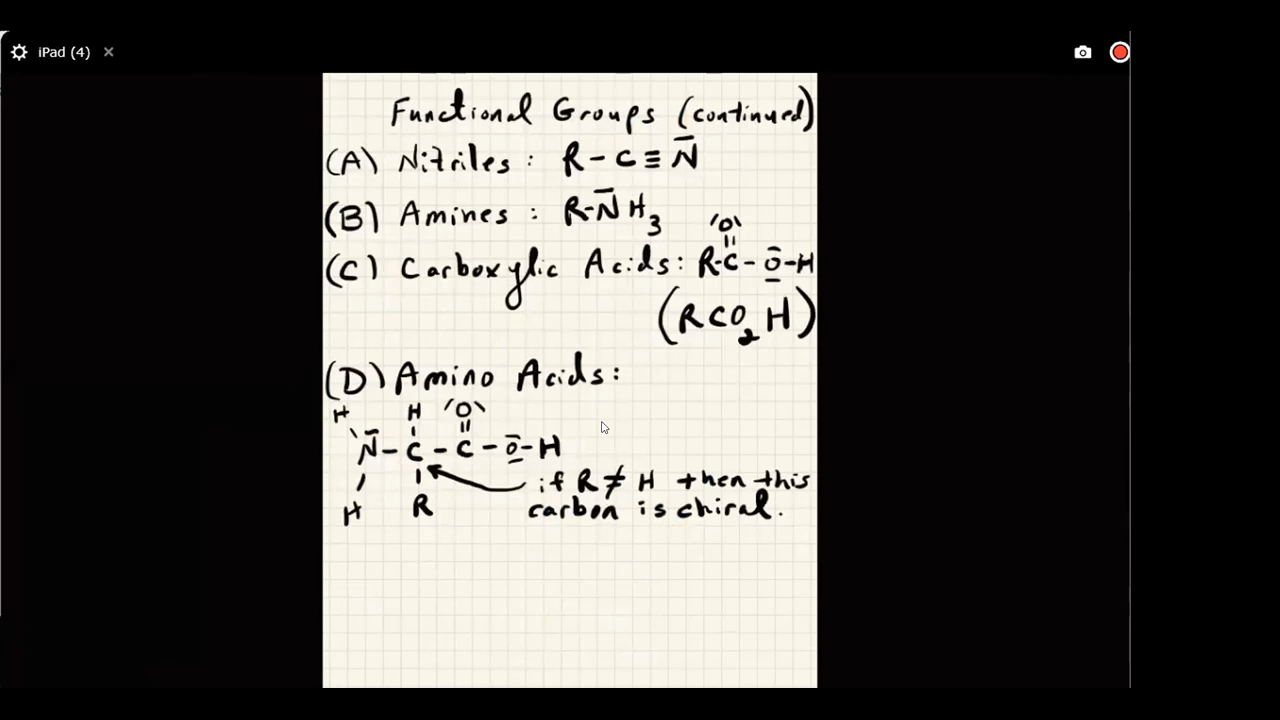 iPad (4)
Functional Groups (continued)
(A) Nitriles : R - C ≡ N̄
(B) Amines : R-N̄H₃
(C) Carboxylic Acids: R-C-O-H
/O\
||
(RCO₂H)
(D) Amino Acids:
H H /O\
\ | ||
N̄ - C - C - O - H
/ | if R ≠ H then this
H R carbon is chiral.